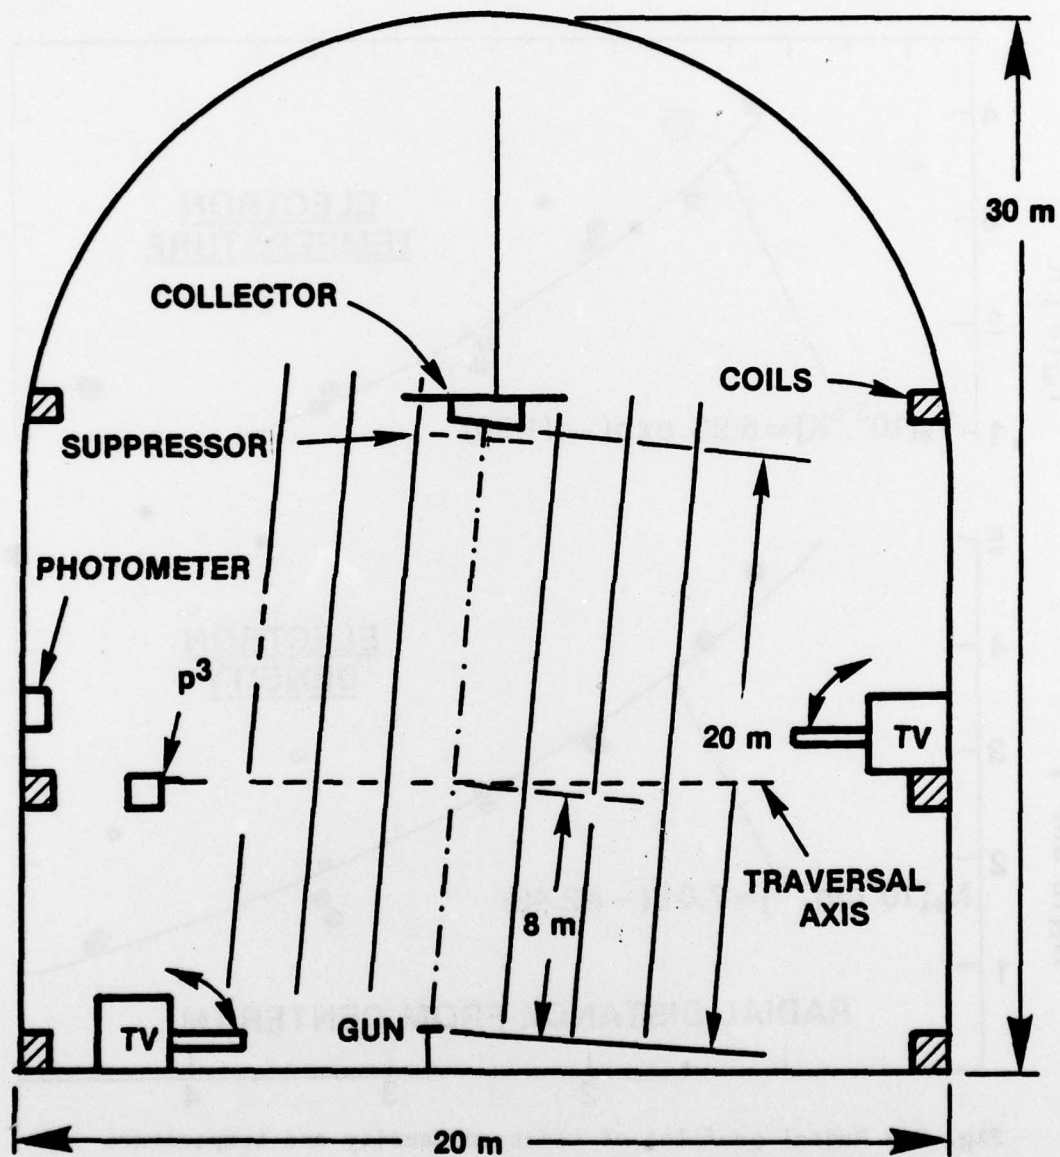 30 m
COLLECTOR
COILS
SUPPRESSOR
PHOTOMETER
p³
20 m
TV
TRAVERSAL
AXIS
8 m
GUN
TV
20 m